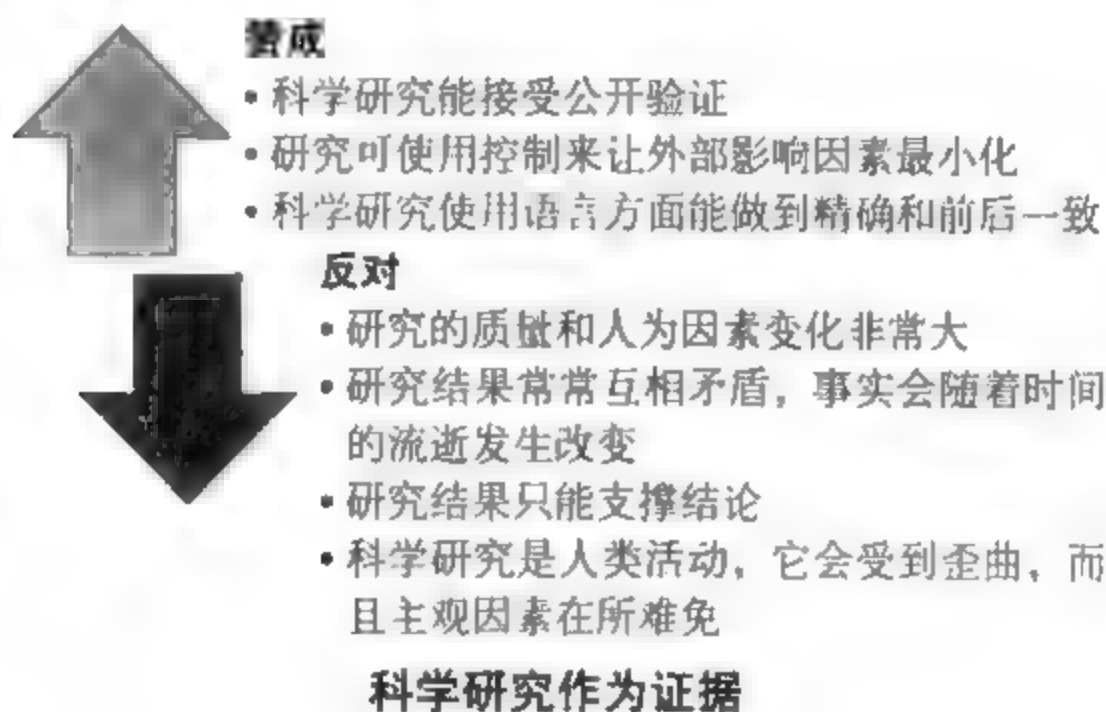 赞成
• 科学研究能接受公开验证
• 研究可使用控制来让外部影响因素最小化
• 科学研究使用语言方面能做到精确和前后一致
反对
• 研究的质量和人为因素变化非常大
• 研究结果常常互相矛盾，事实会随着时间
的流逝发生改变
• 研究结果只能支撑结论
• 科学研究是人类活动，它会受到歪曲，而
且主观因素在所难免
科学研究作为证据